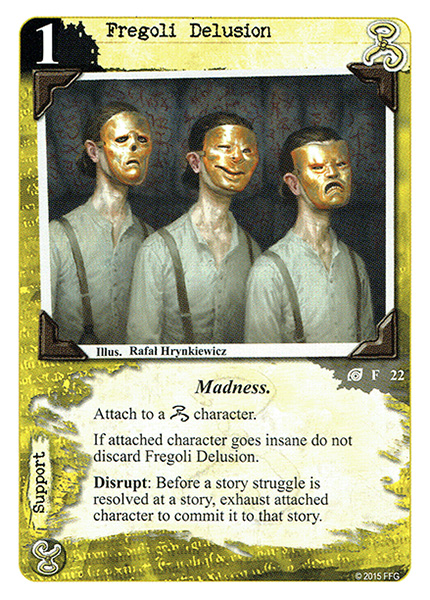 1
Fregoli Delusion
Illus. Rafał Hrynkiewicz
F 22
Madness.
Attach to a character.
If attached character goes insane do not
discard Fregoli Delusion.
Disrupt: Before a story struggle is
resolved at a story, exhaust attached
character to commit it to that story.
Support
© 2015 FFG